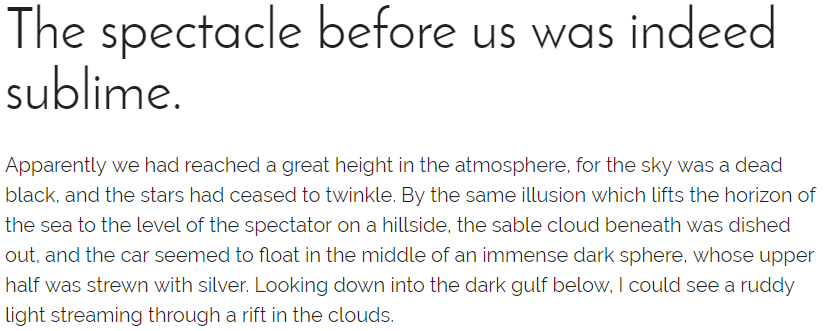 The spectacle before us was indeed
sublime.
Apparently we had reached a great height in the atmosphere, for the sky was a dead
black, and the stars had ceased to twinkle. By the same illusion which lifts the horizon of
the sea to the level of the spectator on a hillside, the sable cloud beneath was dished
out, and the car seemed to float in the middle of an immense dark sphere, whose upper
half was strewn with silver. Looking down into the dark gulf below, I could see a ruddy
light streaming through a rift in the clouds.